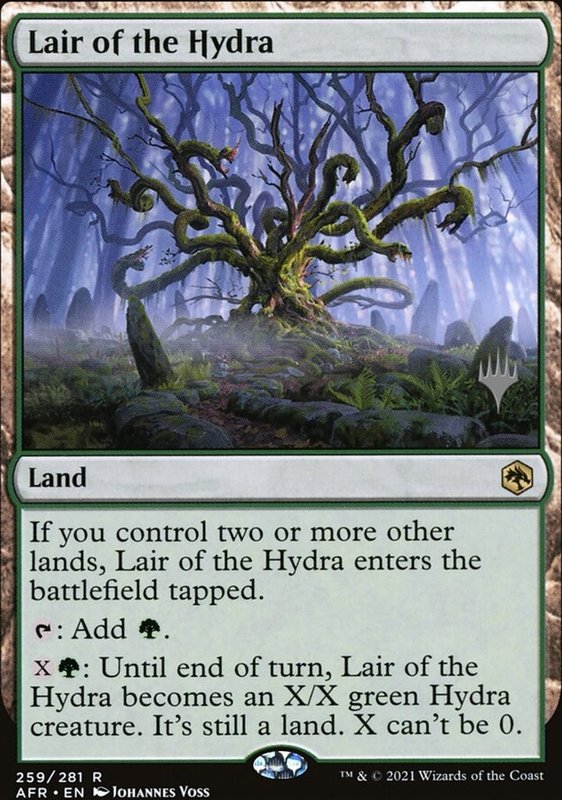 Lair of the Hydra
Land
If you control two or more other
lands, Lair of the Hydra enters the
battlefield tapped.
: Add .
X: Until end of turn, Lair of the
Hydra becomes an X/X green Hydra
creature. It's still a land. X can't be 0.
259/281 R
AFR • EN Johannes Voss
™ & © 2021 Wizards of the Coast